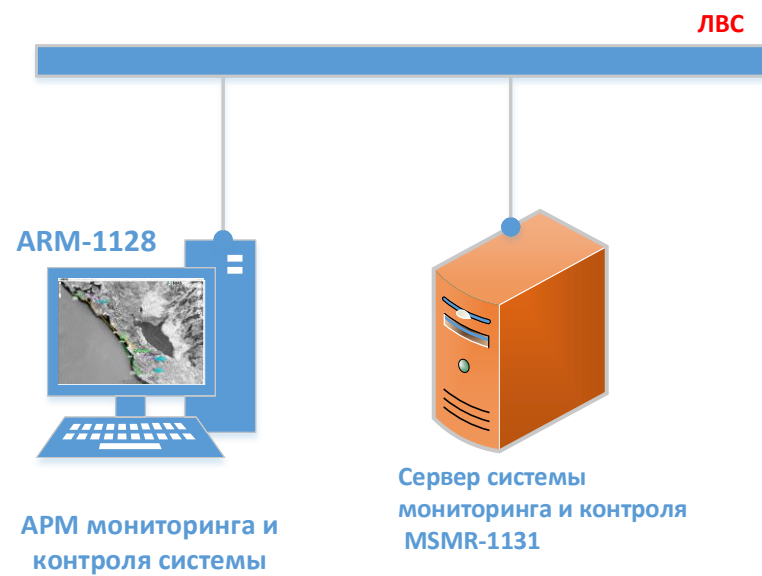 ЛВС
ARM-1128
АРМ мониторинга и
контроля системы
Сервер системы
мониторинга и контроля
MSMR-1131